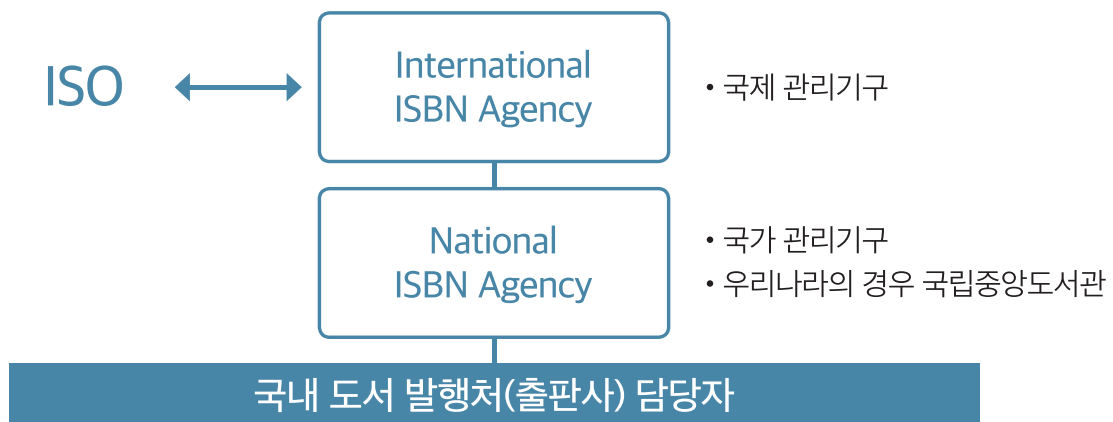 ISO
International
ISBN Agency
• 국제 관리기구
National
ISBN Agency
• 국가 관리기구
• 우리나라의 경우 국립중앙도서관
국내 도서 발행처(출판사) 담당자